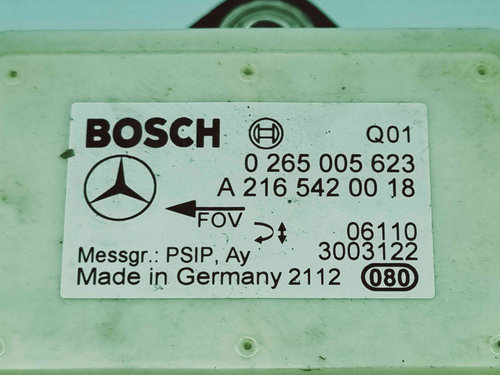 BOSCH Q01
0 265 005 623
A 216 542 00 18
FOV
06110
Messgr.: PSIP, Ay 3003122
Made in Germany 2112 080